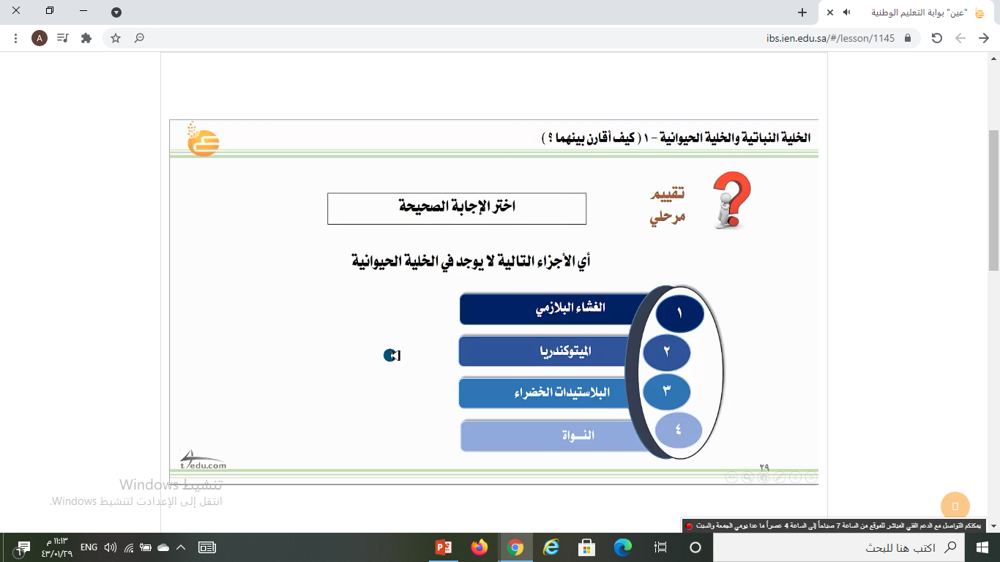 "عين" بوابة التعليم الوطنية
ibs.ien.edu.sa/#/lesson/1145
A
الخلية النباتية والخلية الحيوانية - ١ ( كيف أقارن بينهما ؟ )
تقييم
مرحلي
اختر الإجابة الصحيحة
أي الأجزاء التالية لا يوجد في الخلية الحيوانية
١ الغشاء البلازمي
٢ الميتوكندريا
٣ البلاستيدات الخضراء
٤ النــواة
t4edu.com
٢٩
تنشيط Windows
انتقل إلى الإعدادت لتنشيط Windows.
يمكنكم التواصل مع الدعم الفني المباشر للموقع من الساعة 7 صباحاً إلى الساعة 4 عصراً ما عدا يومي الجمعة والسبت
اكتب هنا للبحث
ENG
١١:١٣ م
٤٣/٠١/٢٩